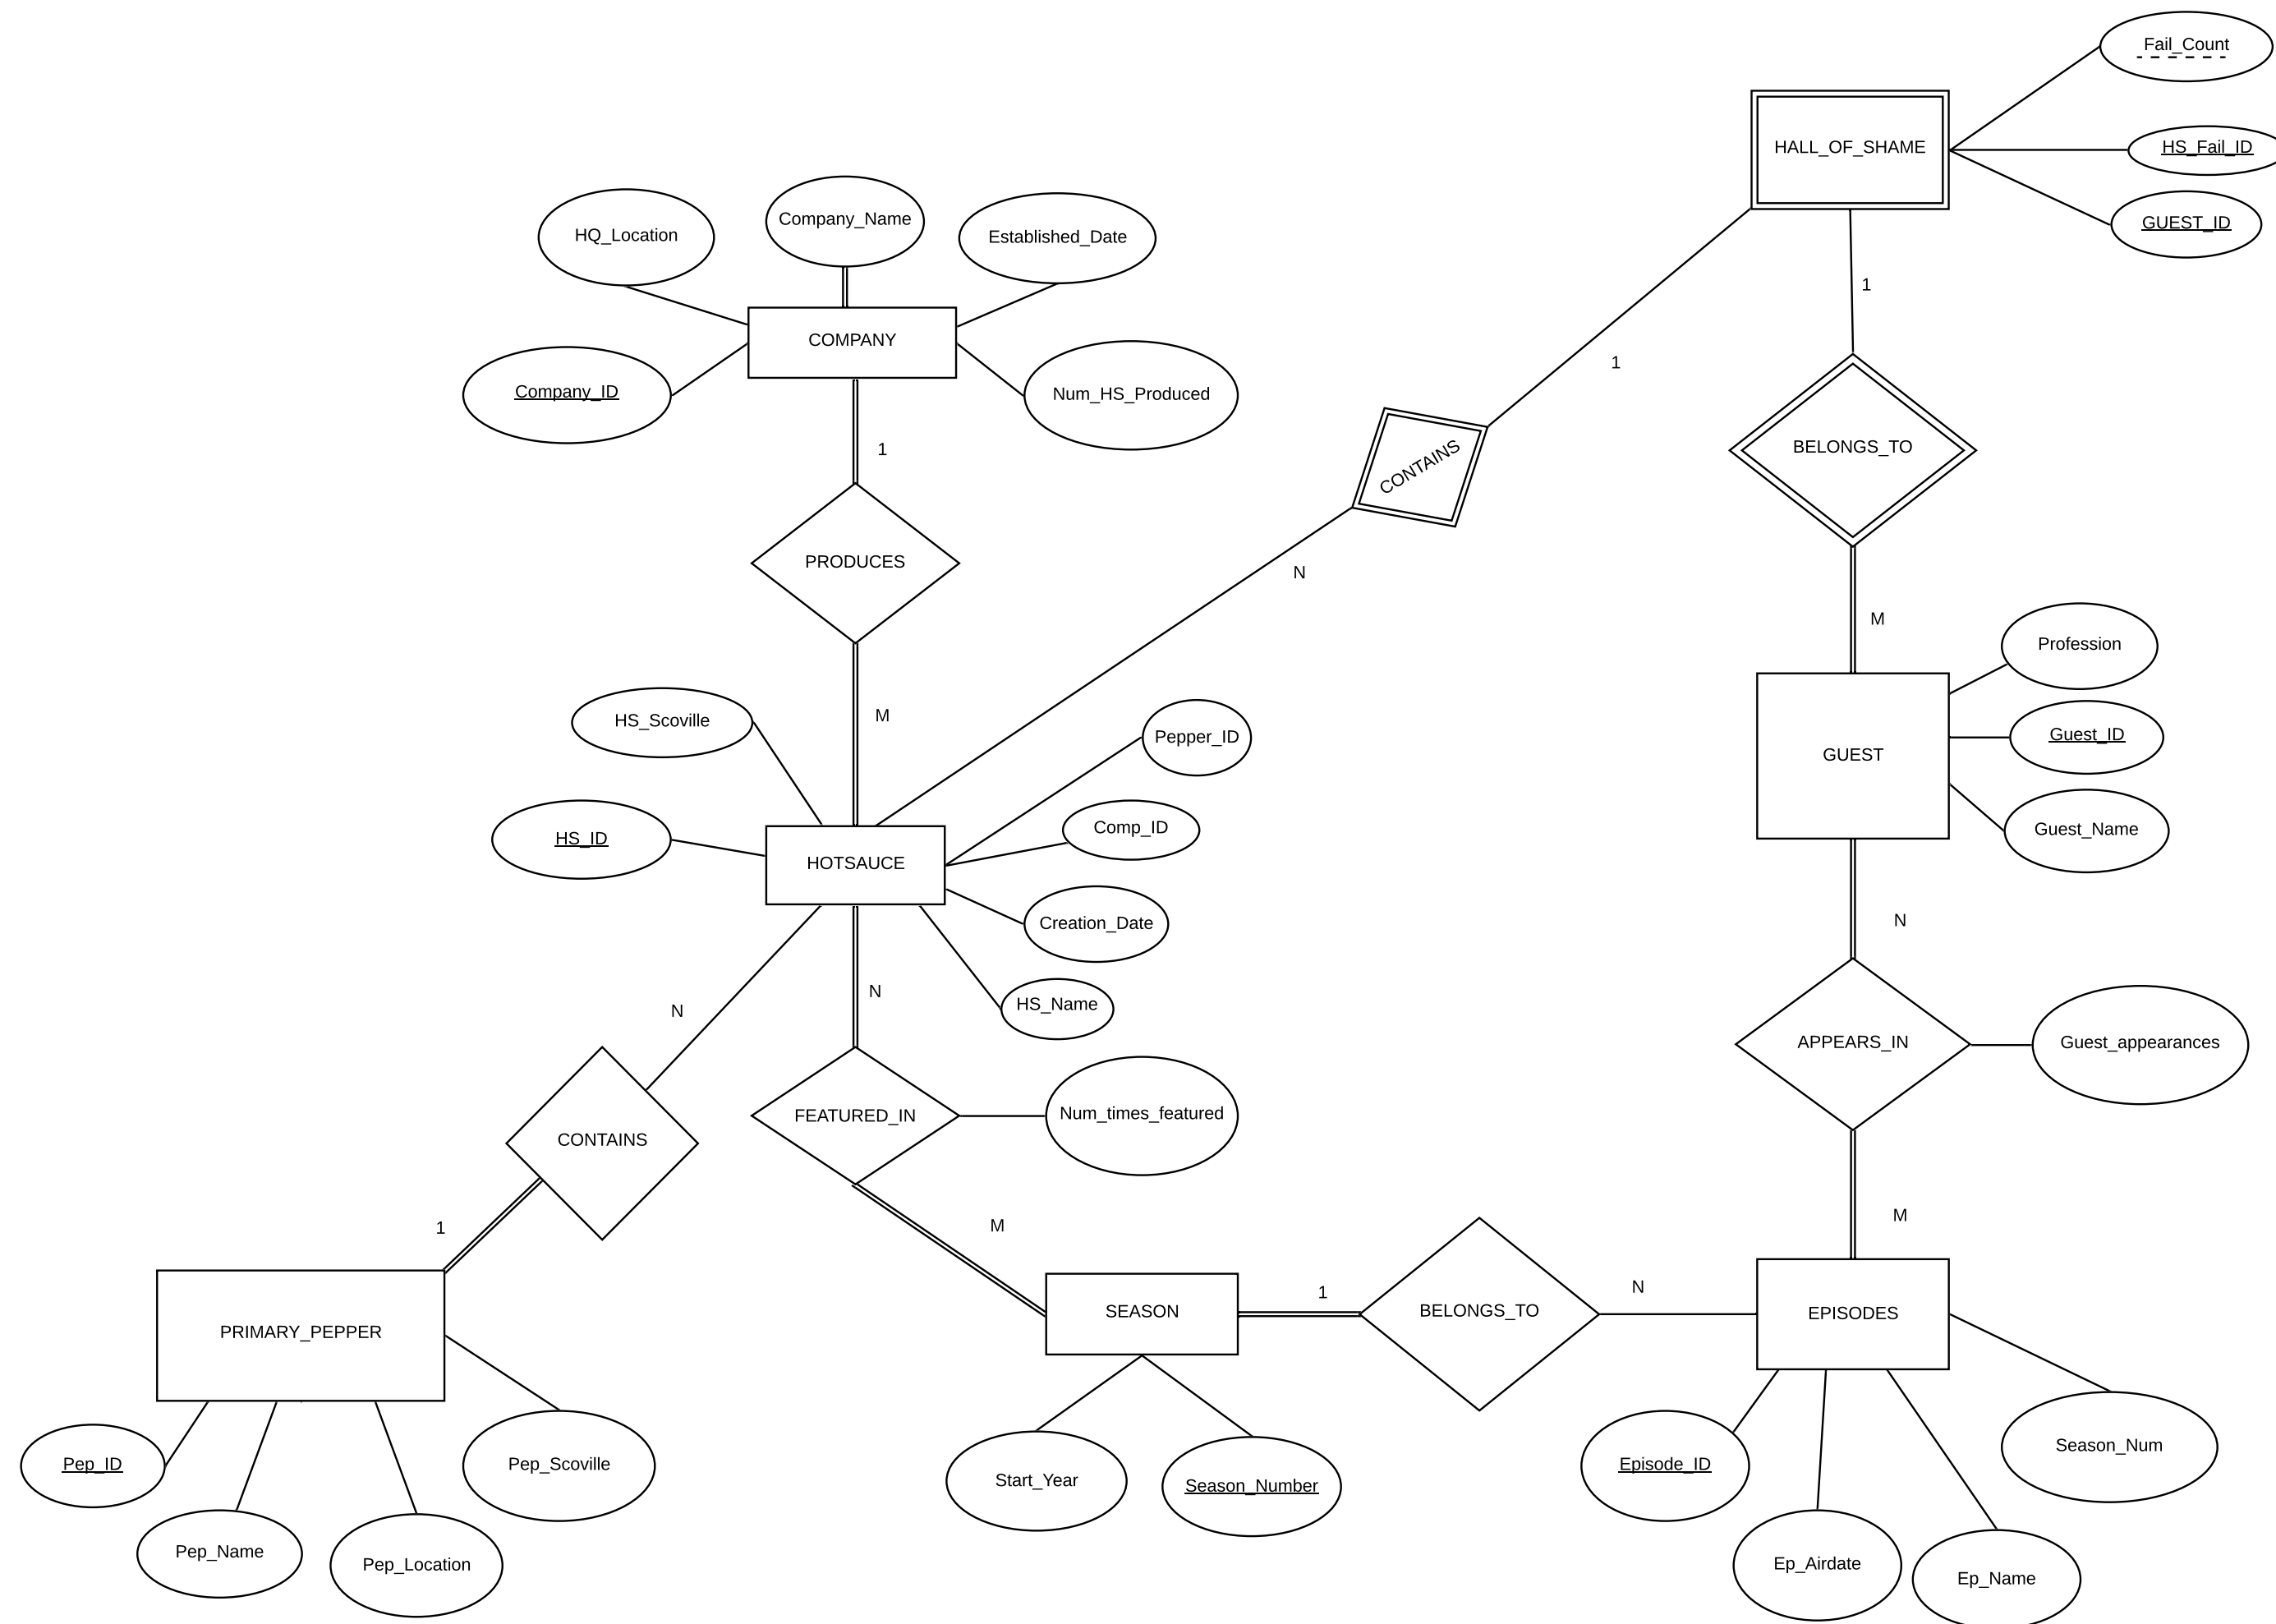 Fail_Count
HALL_OF_SHAME
HS_Fail_ID
GUEST_ID
HQ_Location
Company_Name
Established_Date
COMPANY
Company_ID
Num_HS_Produced
1
1
1
CONTAINS
BELONGS_TO
PRODUCES
N
M
M
HS_Scoville
Pepper_ID
Profession
Guest_ID
GUEST
Guest_Name
HS_ID
Comp_ID
HOTSAUCE
Creation_Date
HS_Name
N
N
N
CONTAINS
FEATURED_IN
Num_times_featured
APPEARS_IN
Guest_appearances
1
M
M
PRIMARY_PEPPER
SEASON
1
BELONGS_TO
N
EPISODES
Pep_ID
Pep_Name
Pep_Location
Pep_Scoville
Start_Year
Season_Number
Episode_ID
Ep_Airdate
Ep_Name
Season_Num